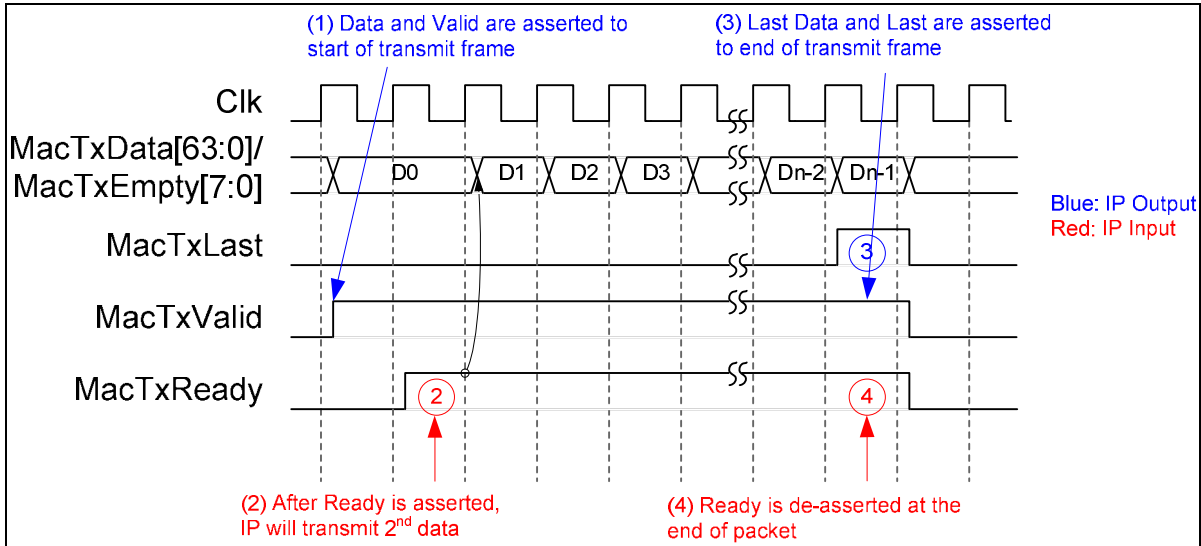 (1) Data and Valid are asserted to
start of transmit frame
(3) Last Data and Last are asserted
to end of transmit frame
Clk
MacTxData[63:0]/
MacTxEmpty[7:0]
D0
D1
D2
D3
Dn-2
Dn-1
Blue: IP Output
Red: IP Input
MacTxLast
3
MacTxValid
MacTxReady
2
4
(2) After Ready is asserted,
IP will transmit 2nd data
(4) Ready is de-asserted at the
end of packet